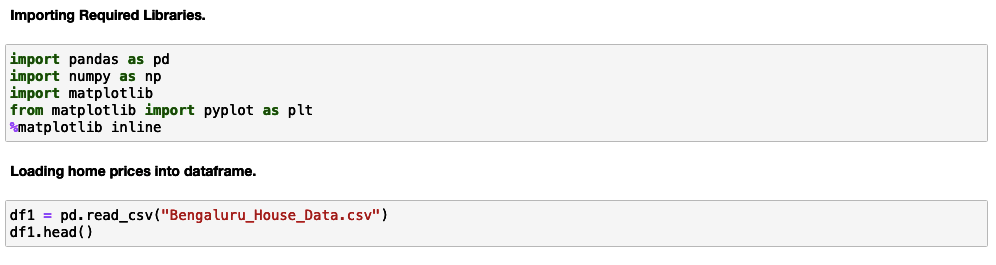 Importing Required Libraries.
import pandas as pd
import numpy as np
import matplotlib
from matplotlib import pyplot as plt
%matplotlib inline
Loading home prices into dataframe.
df1 = pd.read_csv("Bengaluru_House_Data.csv")
df1.head()